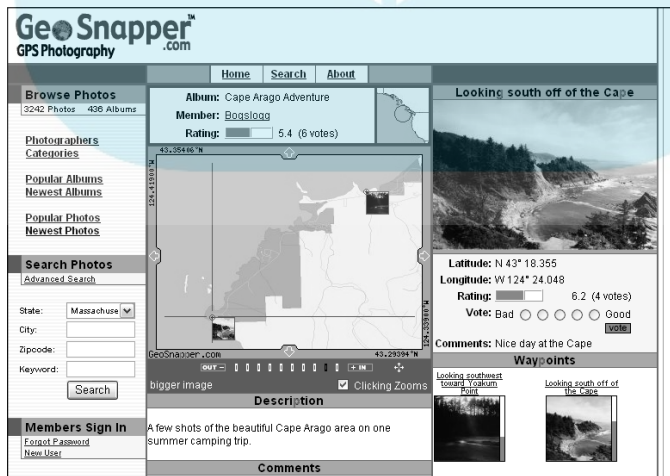 GeoSnapper™
.com
GPS Photography
Home Search About
Browse Photos
3242 Photos 436 Albums
Photographers
Categories
Popular Albums
Newest Albums
Popular Photos
Newest Photos
Search Photos
Advanced Search
State: Massachuse
City:
Zipcode:
Keyword:
Search
Members Sign In
Forgot Password
New User
Album: Cape Arago Adventure
Member: Bogslogg
Rating: 5.4 (6 votes)
43.35406°N
124.41900°W
124.33900°W
GeoSnapper.com
43.29394°N
OUT - + IN
bigger image
Clicking Zooms
Description
A few shots of the beautiful Cape Arago area on one
summer camping trip.
Comments
Looking south off of the Cape
Latitude: N 43° 18.355
Longitude: W 124° 24.048
Rating: 6.2 (4 votes)
Vote: Bad Good
vote
Comments: Nice day at the Cape
Waypoints
Looking southwest
toward Yoakum
Point
Looking south off of
the Cape